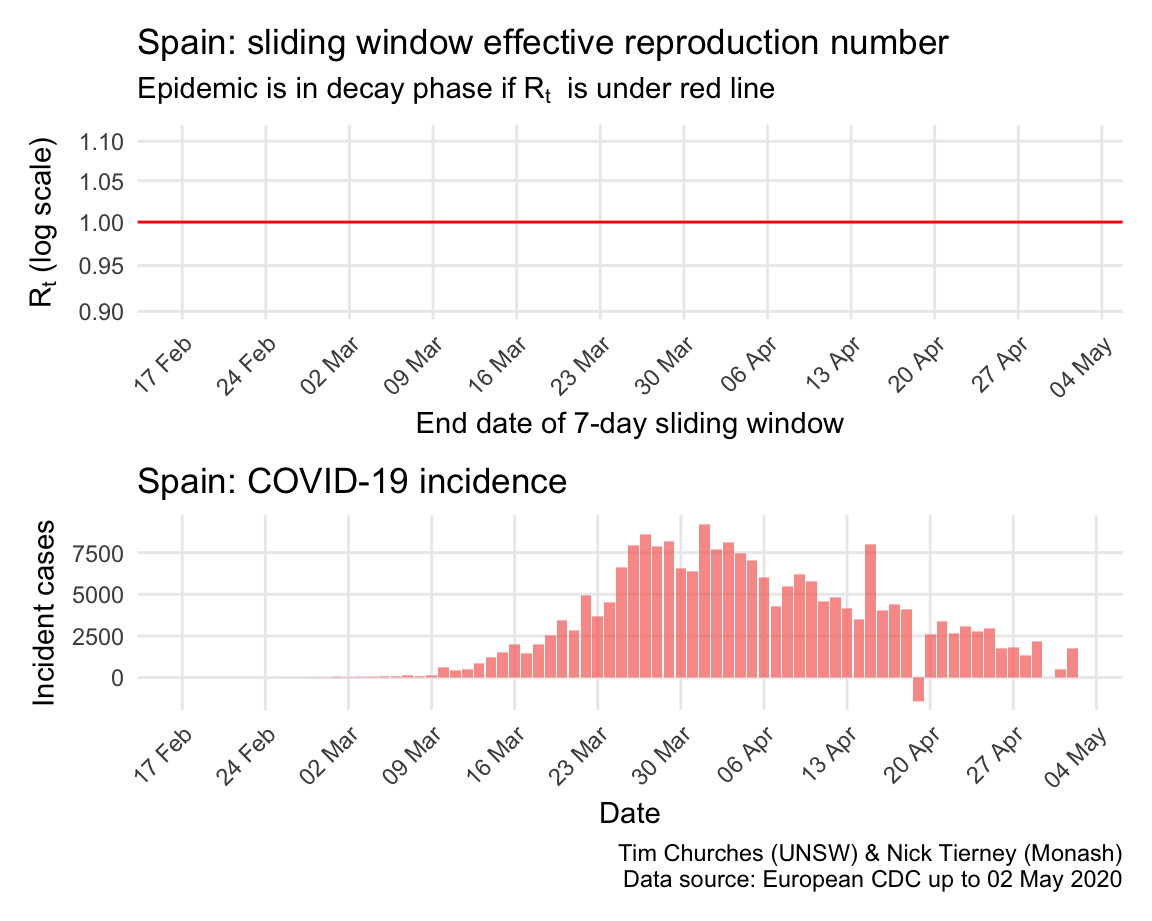 Spain: sliding window effective reproduction number
Epidemic is in decay phase if Rt is under red line
Rt (log scale)
1.10
1.05
1.00
0.95
0.90
17 Feb
24 Feb
02 Mar
09 Mar
16 Mar
23 Mar
30 Mar
06 Apr
13 Apr
20 Apr
27 Apr
04 May
End date of 7-day sliding window
Spain: COVID-19 incidence
Incident cases
7500
5000
2500
0
17 Feb
24 Feb
02 Mar
09 Mar
16 Mar
23 Mar
30 Mar
06 Apr
13 Apr
20 Apr
27 Apr
04 May
Date
Tim Churches (UNSW) & Nick Tierney (Monash)
Data source: European CDC up to 02 May 2020